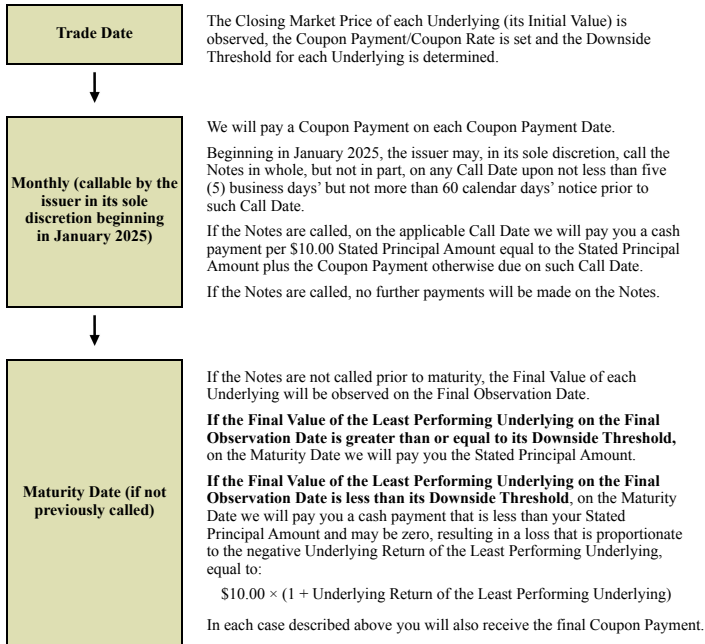 Trade Date
The Closing Market Price of each Underlying (its Initial Value) is
observed, the Coupon Payment/Coupon Rate is set and the Downside
Threshold for each Underlying is determined.
Monthly (callable by the
issuer in its sole
discretion beginning
in January 2025)
We will pay a Coupon Payment on each Coupon Payment Date.
Beginning in January 2025, the issuer may, in its sole discretion, call the
Notes in whole, but not in part, on any Call Date upon not less than five
(5) business days’ but not more than 60 calendar days’ notice prior to
such Call Date.
If the Notes are called, on the applicable Call Date we will pay you a cash
payment per $10.00 Stated Principal Amount equal to the Stated Principal
Amount plus the Coupon Payment otherwise due on such Call Date.
If the Notes are called, no further payments will be made on the Notes.
Maturity Date (if not
previously called)
If the Notes are not called prior to maturity, the Final Value of each
Underlying will be observed on the Final Observation Date.
If the Final Value of the Least Performing Underlying on the Final
Observation Date is greater than or equal to its Downside Threshold,
on the Maturity Date we will pay you the Stated Principal Amount.
If the Final Value of the Least Performing Underlying on the Final
Observation Date is less than its Downside Threshold, on the Maturity
Date we will pay you a cash payment that is less than your Stated
Principal Amount and may be zero, resulting in a loss that is proportionate
to the negative Underlying Return of the Least Performing Underlying,
equal to:
$10.00 × (1 + Underlying Return of the Least Performing Underlying)
In each case described above you will also receive the final Coupon Payment.